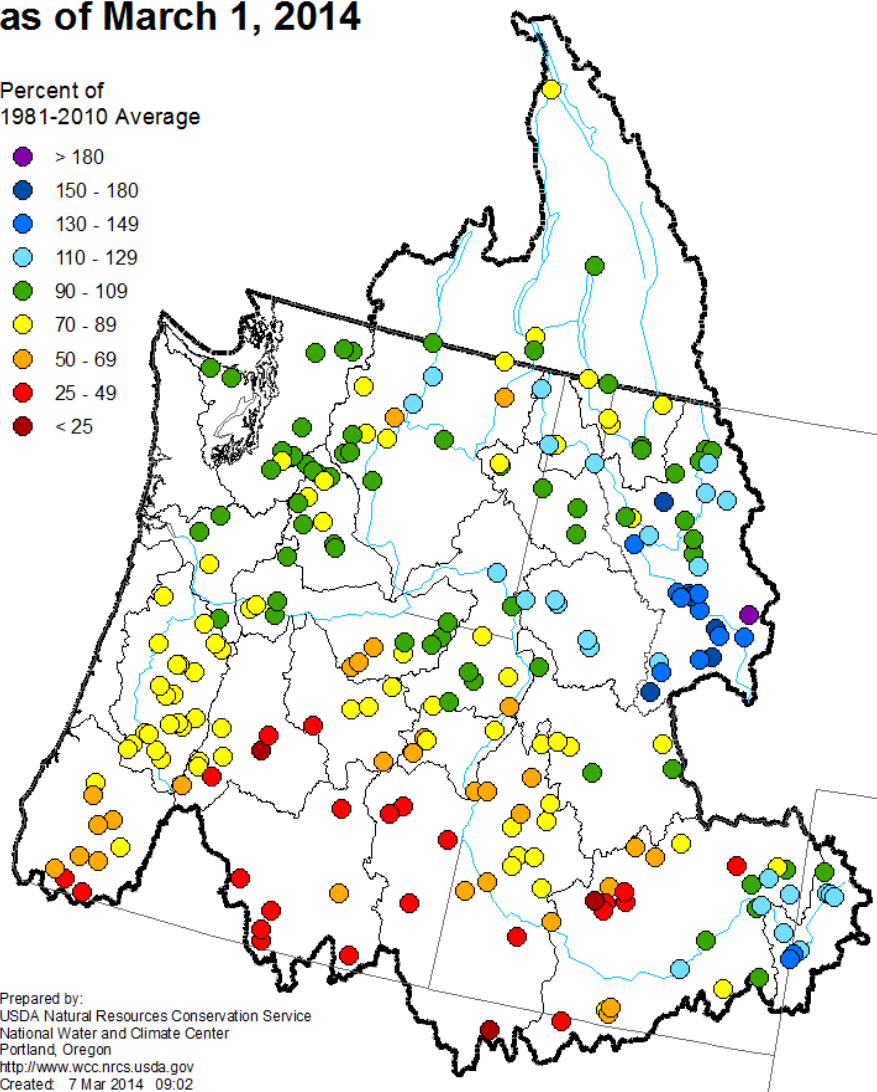 as of March 1, 2014
Percent of
1981-2010 Average
> 180
150 - 180
130 - 149
110 - 129
90 - 109
70 - 89
50 - 69
25 - 49
< 25
Prepared by:
USDA Natural Resources Conservation Service
National Water and Climate Center
Portland, Oregon
http://www.wcc.nrcs.usda.gov
Created: 7 Mar 2014 09:02